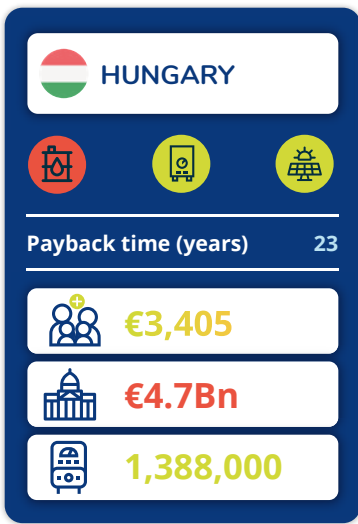 HUNGARY
Payback time (years) 23
€3,405
€4.7Bn
1,388,000